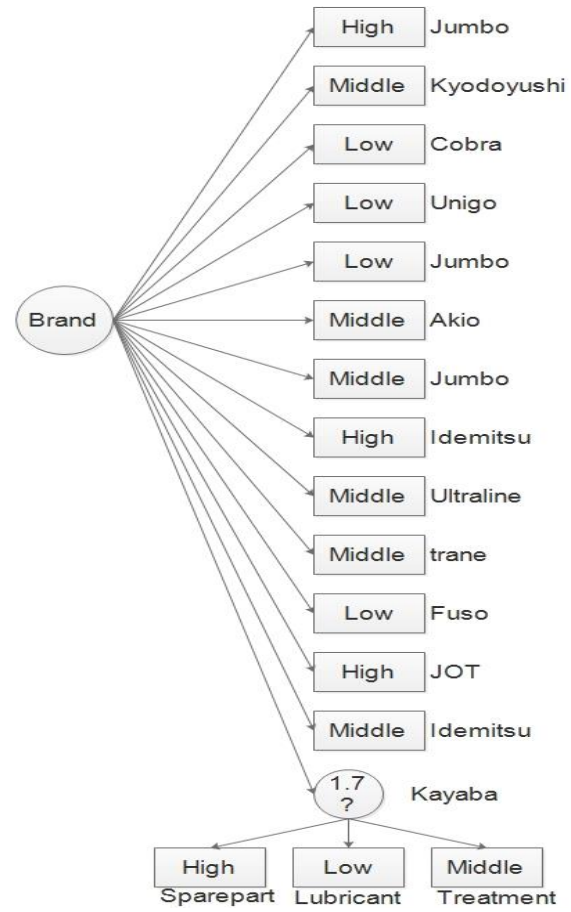 High Jumbo
Middle Kyodoyushi
Low Cobra
Low Unigo
Low Jumbo
Brand
Middle Akio
Middle Jumbo
High Idemitsu
Middle Ultraline
Middle trane
Low Fuso
High JOT
Middle Idemitsu
1.7
?
Kayaba
High Low Middle
Sparepart Lubricant Treatment